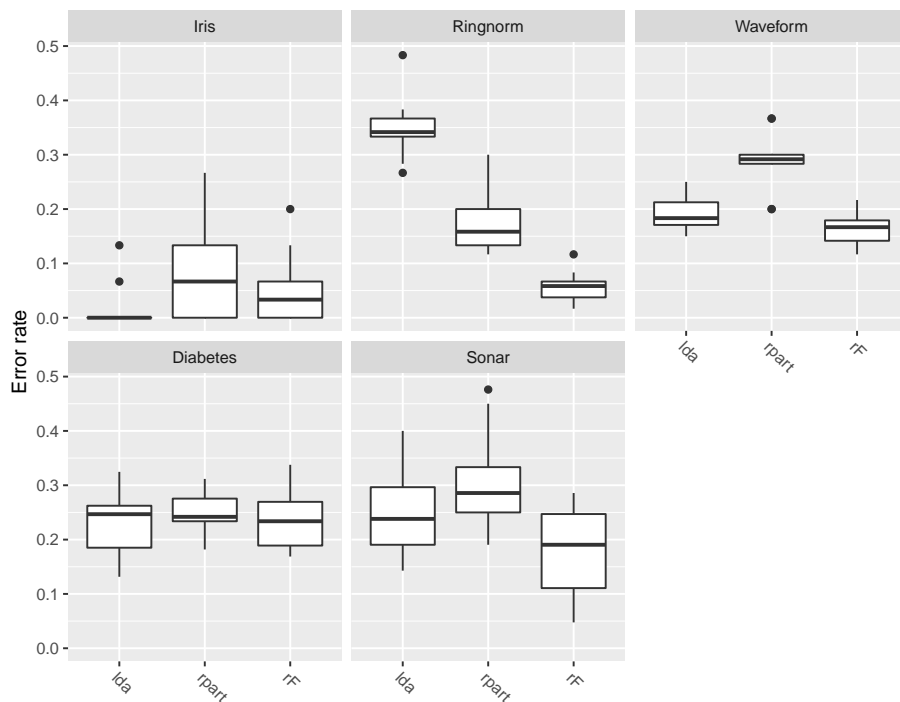 Iris
Ringnorm
Waveform
0.5
0.4
0.3
0.2
0.1
0.0
lda
rpart
rF
Error rate
Diabetes
Sonar
0.5
0.4
0.3
0.2
0.1
0.0
lda
rpart
rF
lda
rpart
rF